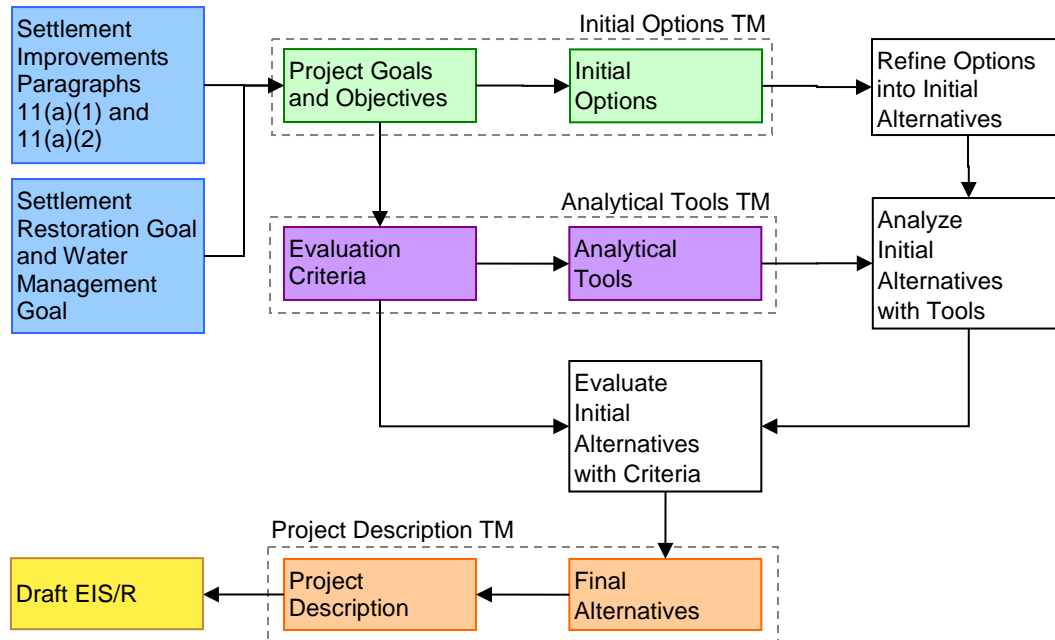 Settlement
Improvements
Paragraphs
11(a)(1) and
11(a)(2)
Settlement
Restoration Goal
and Water
Management
Goal
Initial Options TM
Project Goals
and Objectives
Initial
Options
Refine Options
into Initial
Alternatives
Analytical Tools TM
Evaluation
Criteria
Analytical
Tools
Analyze
Initial
Alternatives
with Tools
Evaluate
Initial
Alternatives
with Criteria
Project Description TM
Final
Alternatives
Project
Description
Draft EIS/R